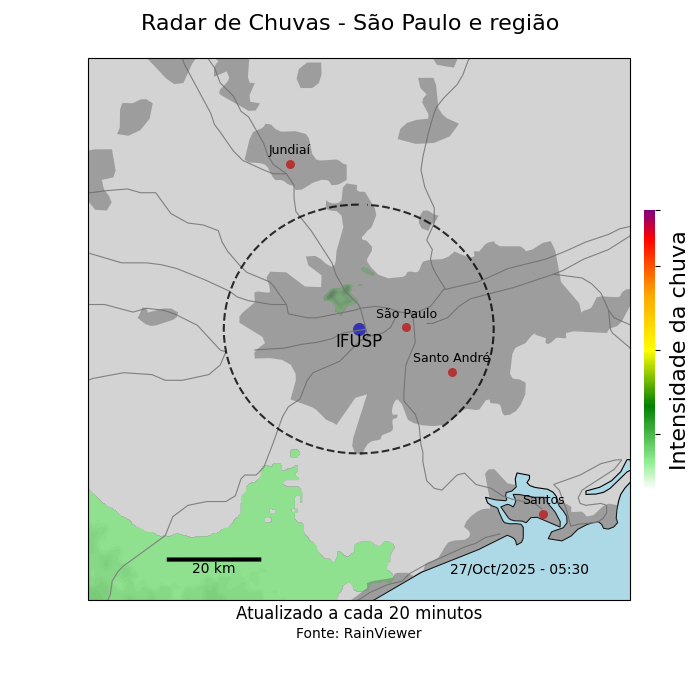 Radar de Chuvas - São Paulo e região
Jundiaí
São Paulo
IFUSP
Santo André
Santos
20 km
27/Oct/2025 - 05:30
Intensidade da chuva
Atualizado a cada 20 minutos
Fonte: RainViewer